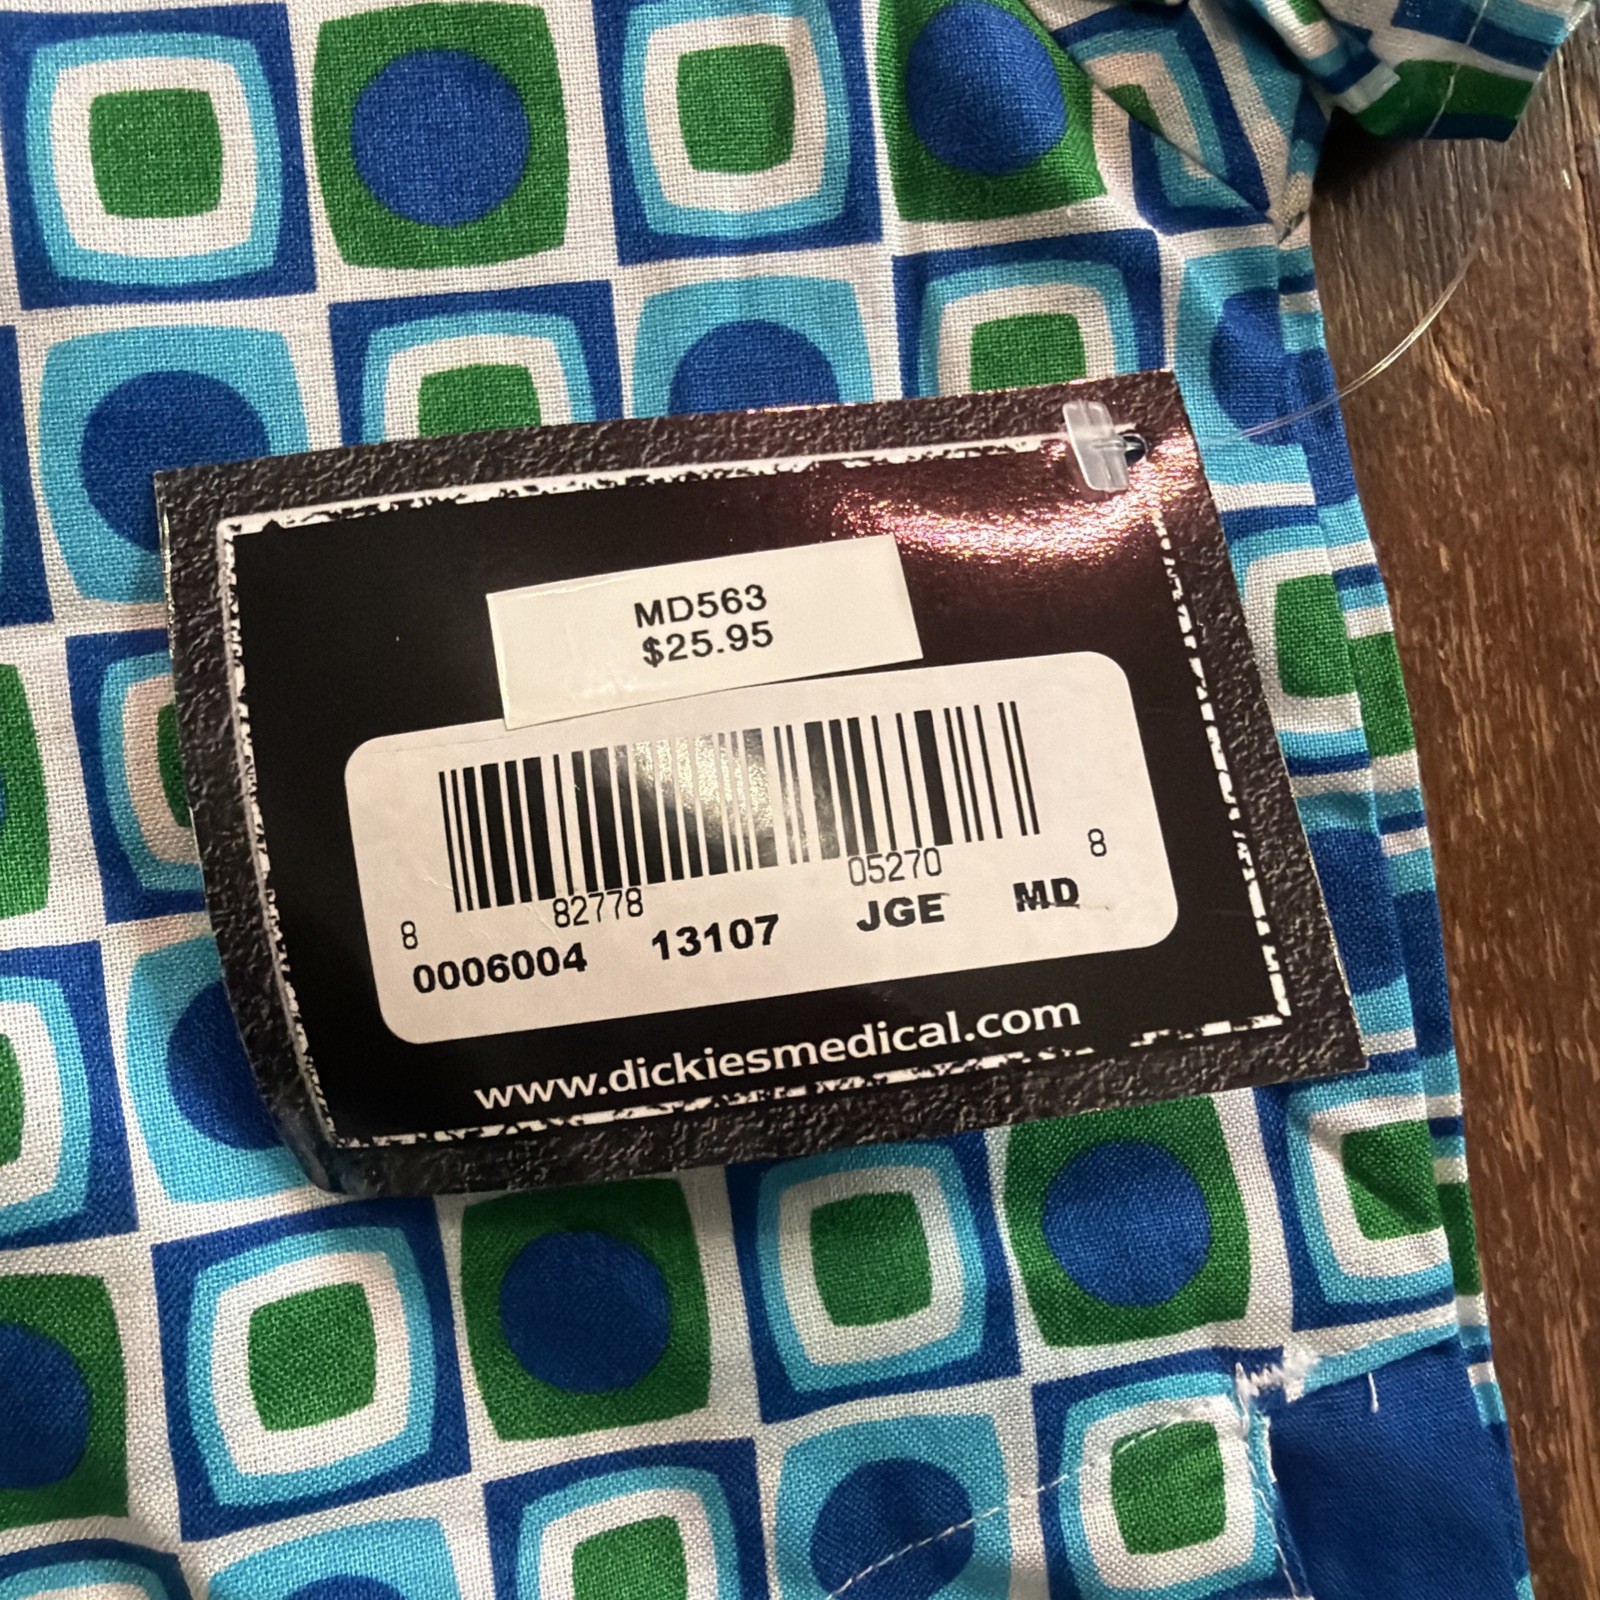 MD563
$25.95
8 82778 05270 8
0006004 13107 JGE MD
www.dickiesmedical.com